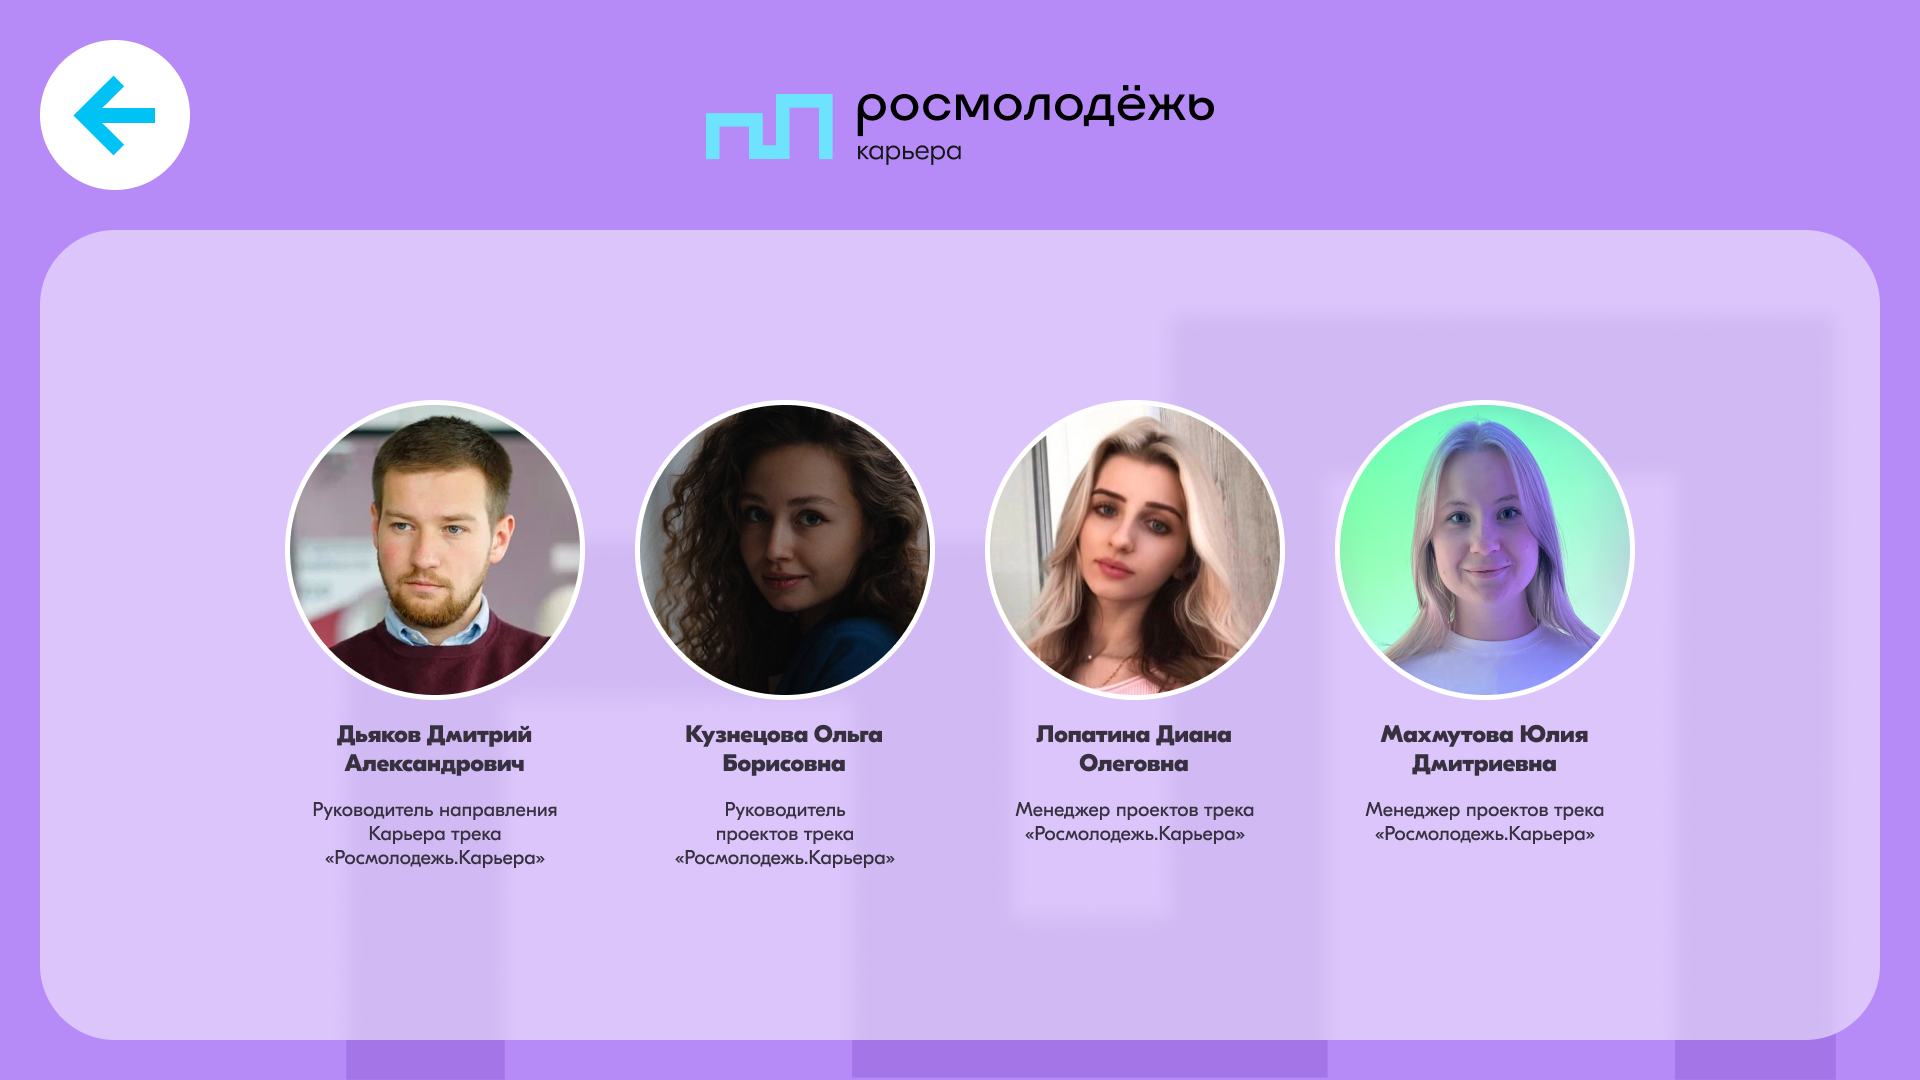 росмолодёжь
карьера
Дьяков Дмитрий
Александрович
Руководитель направления
Карьера трека
«Росмолодежь.Карьера»
Кузнецова Ольга
Борисовна
Руководитель
проектов трека
«Росмолодежь.Карьера»
Лопатина Диана
Олеговна
Менеджер проектов трека
«Росмолодежь.Карьера»
Махмутова Юлия
Дмитриевна
Менеджер проектов трека
«Росмолодежь.Карьера»